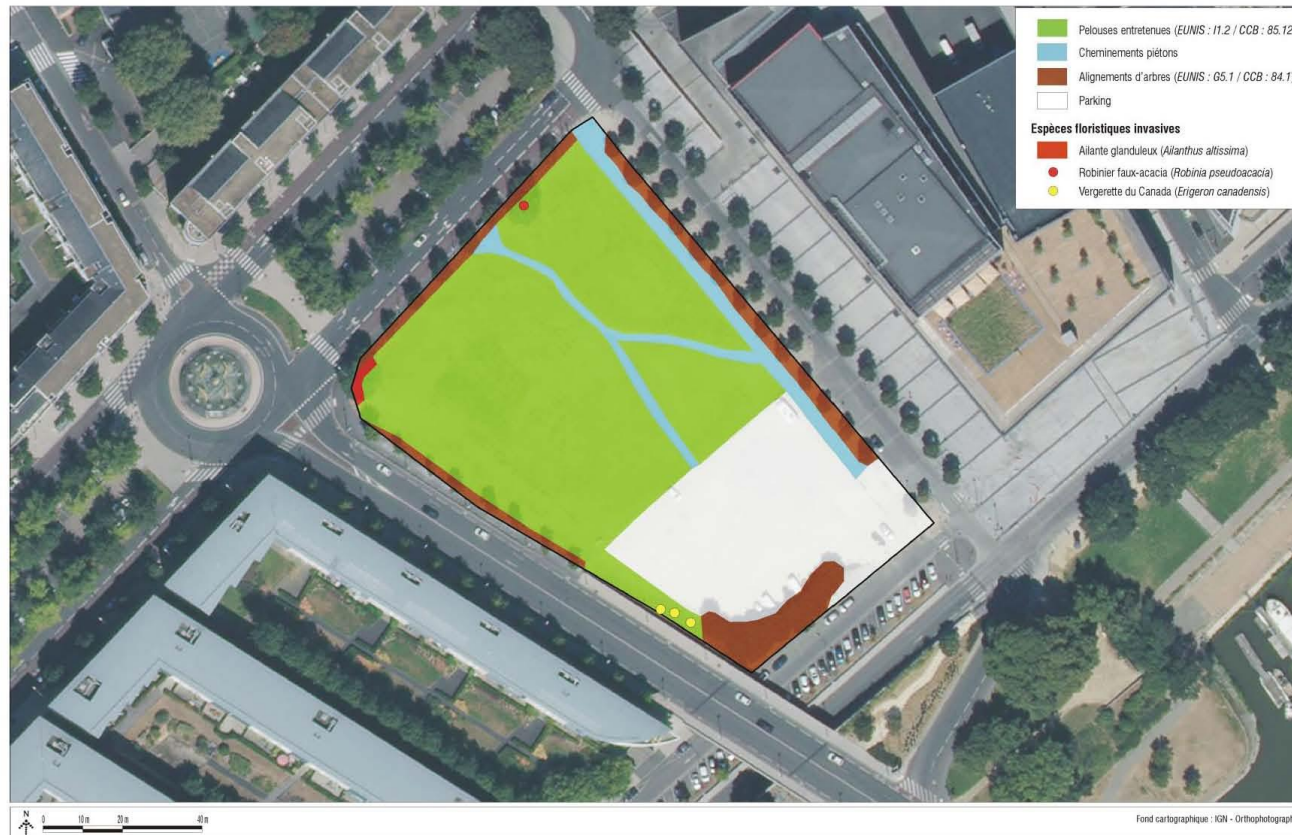 Pelouses entretenues (EUNIS : I1.2 / CCB : 85.12
Cheminements piétons
Alignements d'arbres (EUNIS : G5.1 / CCB : 84.1
Parking
Espèces floristiques invasives
Ailante glanduleux (Ailanthus altissima)
Robinier faux-acacia (Robinia pseudoacacia)
Vergerette du Canada (Erigeron canadensis)
N 0 10 m 20 m 40 m
Fond cartographique : IGN - Orthophotograph